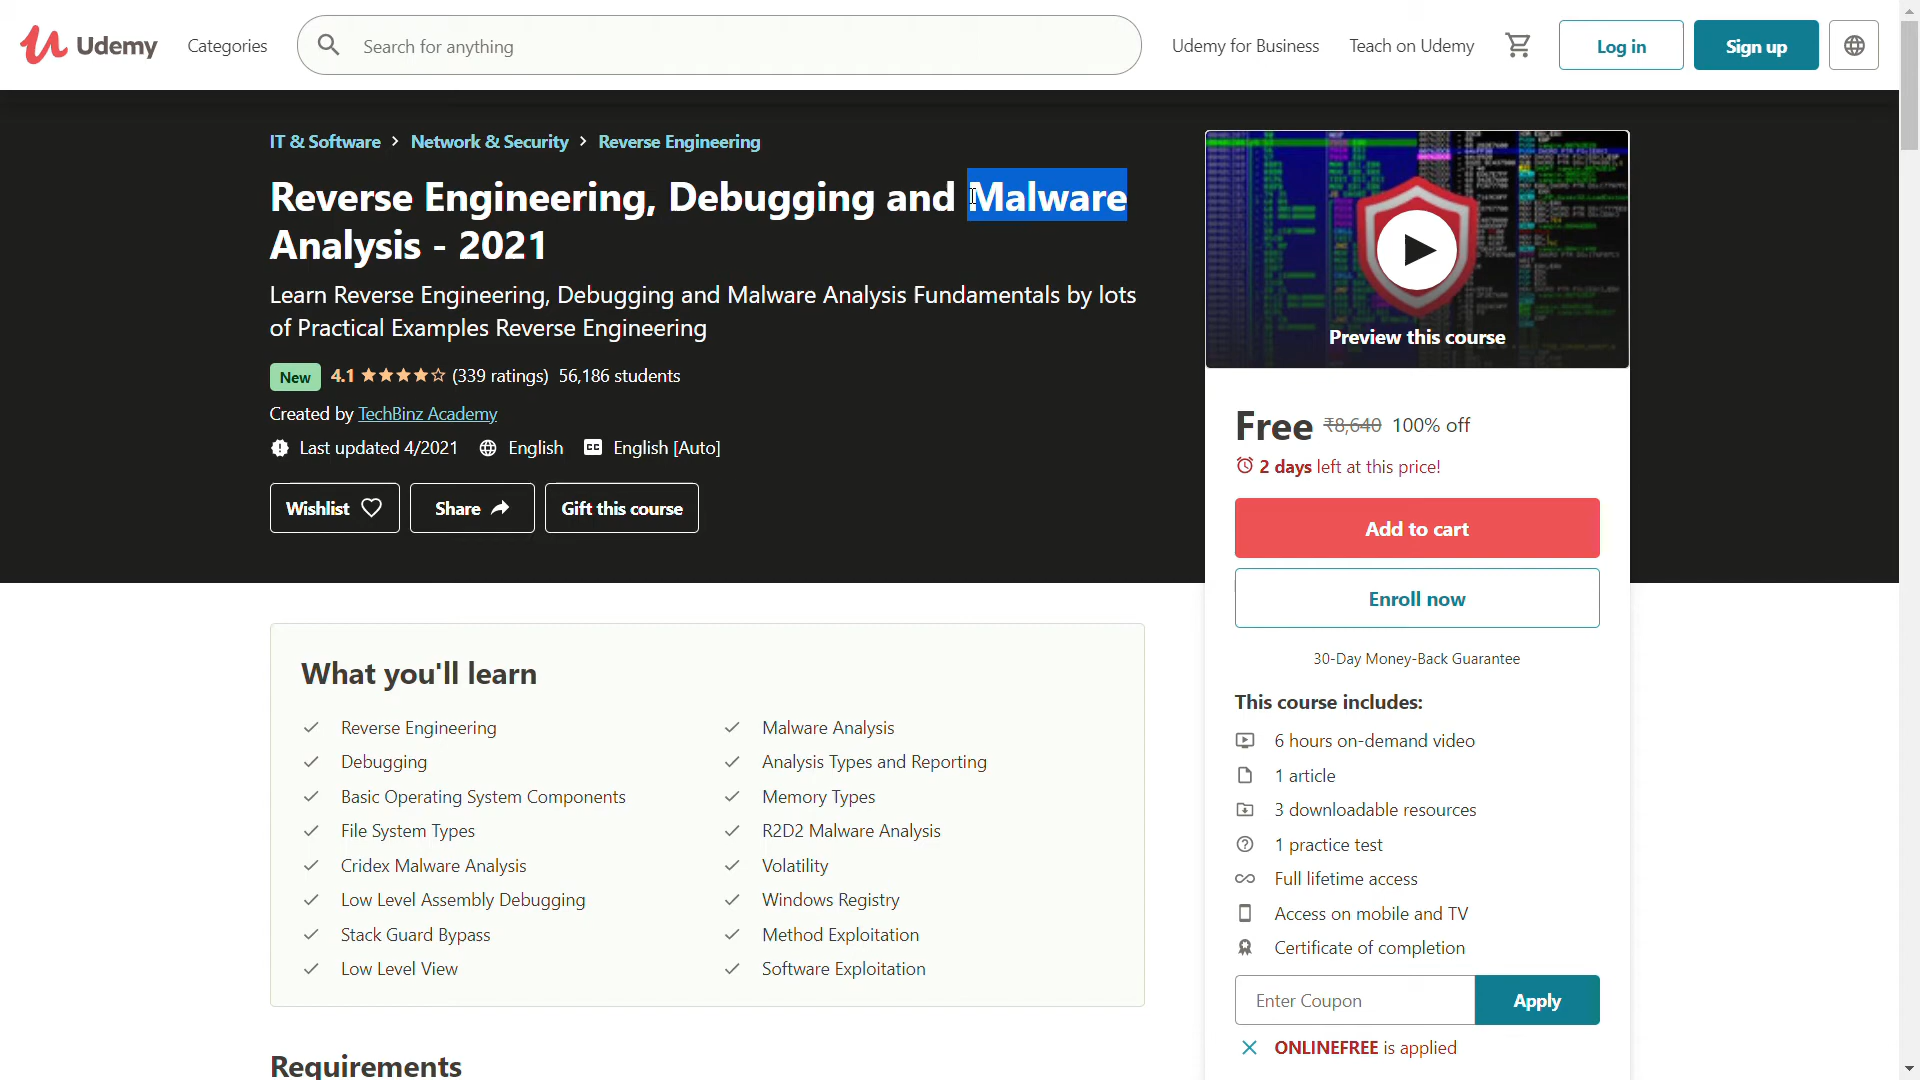 Udemy
Categories
Search for anything
Udemy for Business
Teach on Udemy
Log in
Sign up
IT & Software > Network & Security > Reverse Engineering
Reverse Engineering, Debugging and Malware
Analysis - 2021
Learn Reverse Engineering, Debugging and Malware Analysis Fundamentals by lots
of Practical Examples Reverse Engineering
New 4.1 (339 ratings) 56,186 students
Created by TechBinz Academy
Last updated 4/2021 English CC English [Auto]
Wishlist
Share
Gift this course
Preview this course
Free ₹8,640 100% off
2 days left at this price!
Add to cart
Enroll now
30-Day Money-Back Guarantee
This course includes:
6 hours on-demand video
1 article
3 downloadable resources
1 practice test
Full lifetime access
Access on mobile and TV
Certificate of completion
Enter Coupon
Apply
ONLINEFREE is applied
What you'll learn
Reverse Engineering
Debugging
Basic Operating System Components
File System Types
Cridex Malware Analysis
Low Level Assembly Debugging
Stack Guard Bypass
Low Level View
Malware Analysis
Analysis Types and Reporting
Memory Types
R2D2 Malware Analysis
Volatility
Windows Registry
Method Exploitation
Software Exploitation
Requirements